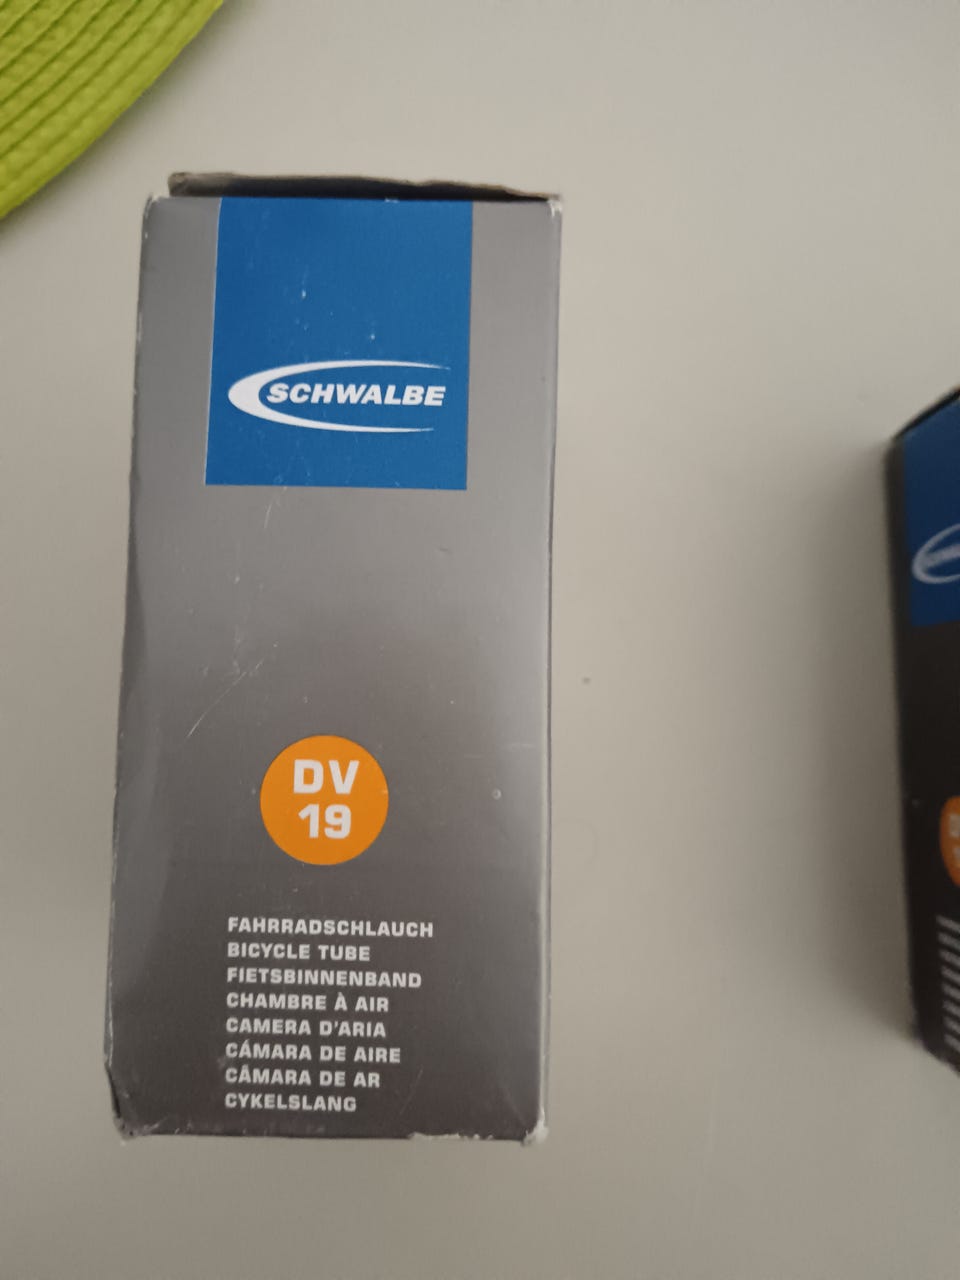 SCHWALBE
DV
19
FAHRRADSCHLAUCH
BICYCLE TUBE
FIETSBINNENBAND
CHAMBRE À AIR
CAMERA D'ARIA
CÁMARA DE AIRE
CÂMARA DE AR
CYKELSLANG